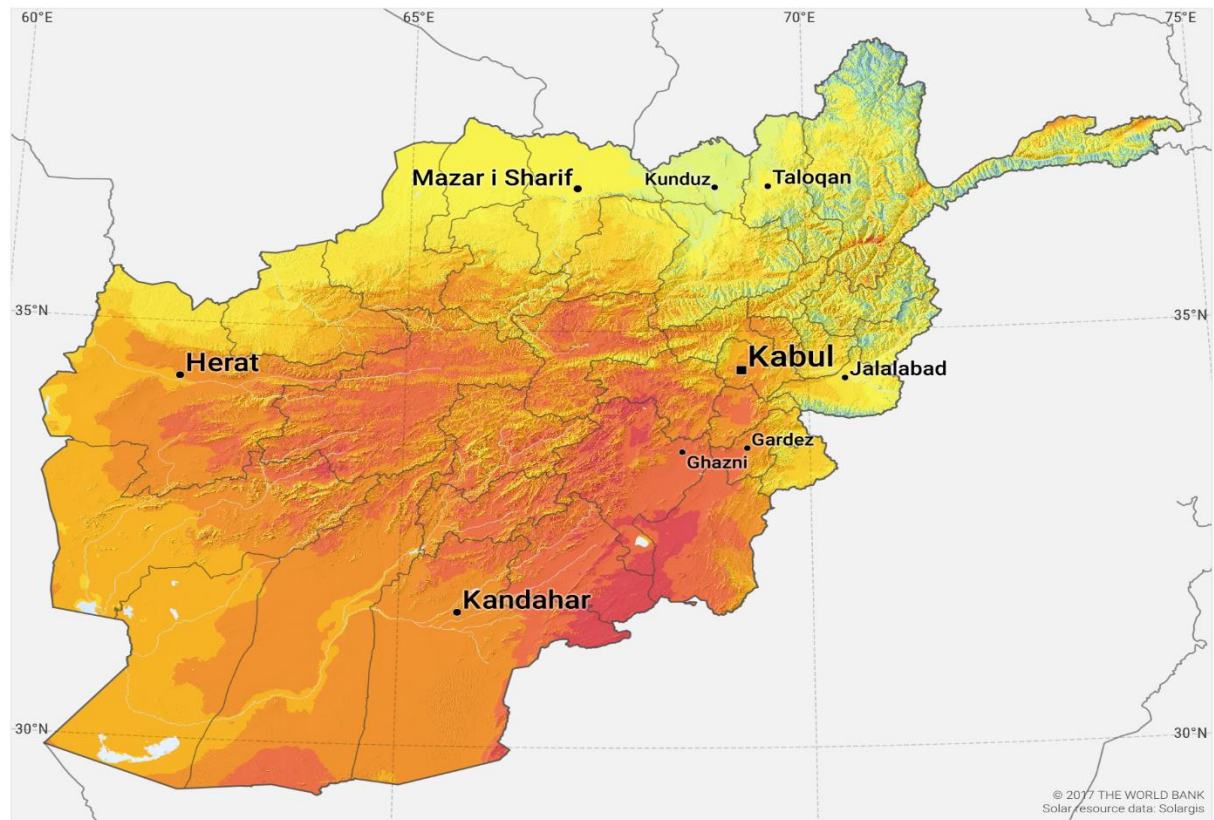 60°E
65°E
70°E
75°E
Mazar i Sharif
Kunduz
Taloqan
35°N
35°N
Herat
Kabul
Jalalabad
Gardez
Ghazni
Kandahar
30°N
30°N
© 2017 THE WORLD BANK
Solar resource data: Solargis